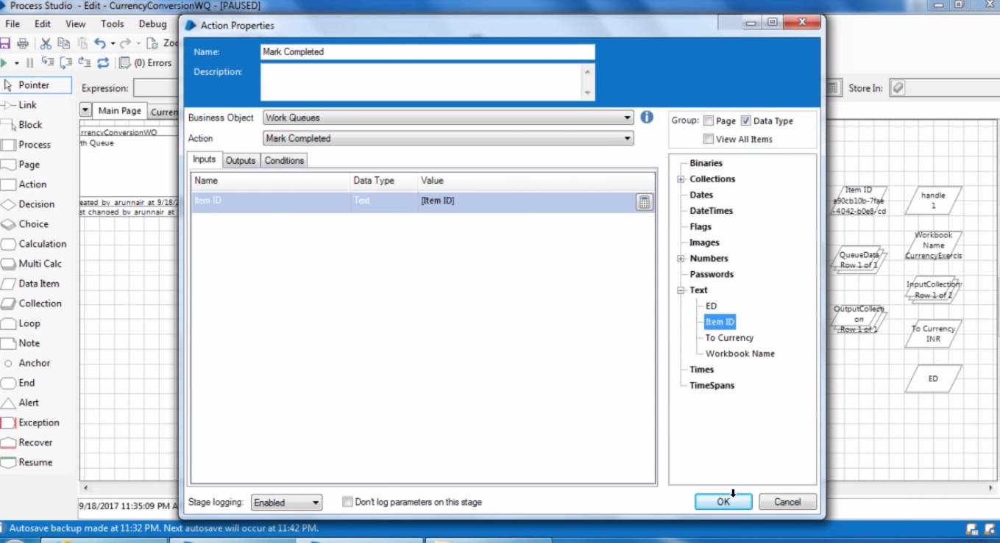 Process Studio - Edit - CurrencyConversionWQ - [PAUSED]
File Edit View Tools Debug
(0) Errors
Expression:
Store In:
Pointer
Link
Block
Process
Page
Action
Decision
Choice
Calculation
Multi Calc
Data Item
Collection
Loop
Note
Anchor
End
Alert
Exception
Recover
Resume
Main Page
Curren
rrencyConversionWQ
th Queue
eated by arunnair at 9/18/2
st changed by arunnair at
Action Properties
Name: Mark Completed
Description:
Business Object Work Queues
Action Mark Completed
Inputs Outputs Conditions
Name Data Type Value
Item ID Text [Item ID]
Group: Page Data Type
View All Items
Binaries
Collections
Dates
DateTimes
Flags
Images
Numbers
Passwords
Text
ED
Item ID
To Currency
Workbook Name
Times
TimeSpans
Stage logging: Enabled
Don't log parameters on this stage
OK
Cancel
Item ID
a90cb10b-7fae
-4042-b0e8-cd
handle
1
Workbook
Name
CurrencyExercis
QueueData
Row 1 of 1
InputCollection
Row 1 of 2
OutputCollecti
on
Row 1 of 1
To Currency
INR
ED
9/18/2017 11:35:09 PM A
Autosave backup made at 11:32 PM. Next autosave will occur at 11:42 PM.